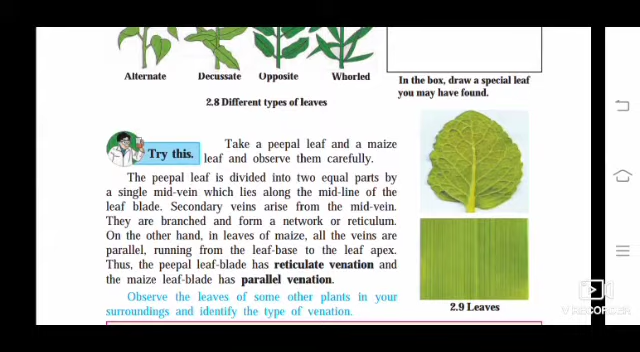 Alternate Decussate Opposite Whorled
2.8 Different types of leaves
In the box, draw a special leaf
you may have found.
Try this.
Take a peepal leaf and a maize
leaf and observe them carefully.
The peepal leaf is divided into two equal parts by
a single mid-vein which lies along the mid-line of the
leaf blade. Secondary veins arise from the mid-vein.
They are branched and form a network or reticulum.
On the other hand, in leaves of maize, all the veins are
parallel, running from the leaf-base to the leaf apex.
Thus, the peepal leaf-blade has reticulate venation and
the maize leaf-blade has parallel venation.
Observe the leaves of some other plants in your
surroundings and identify the type of venation.
2.9 Leaves
V RECORDER